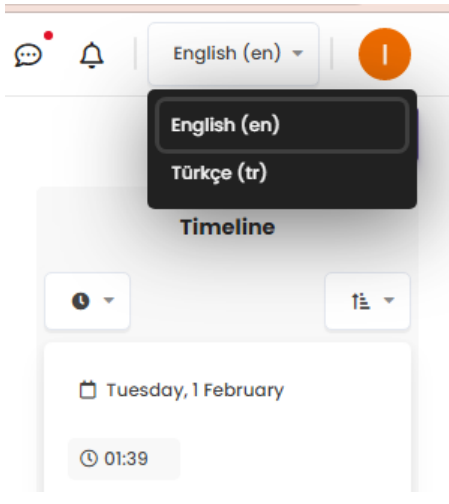 English (en)
I
English (en)
Türkçe (tr)
Timeline
Tuesday, 1 February
01:39